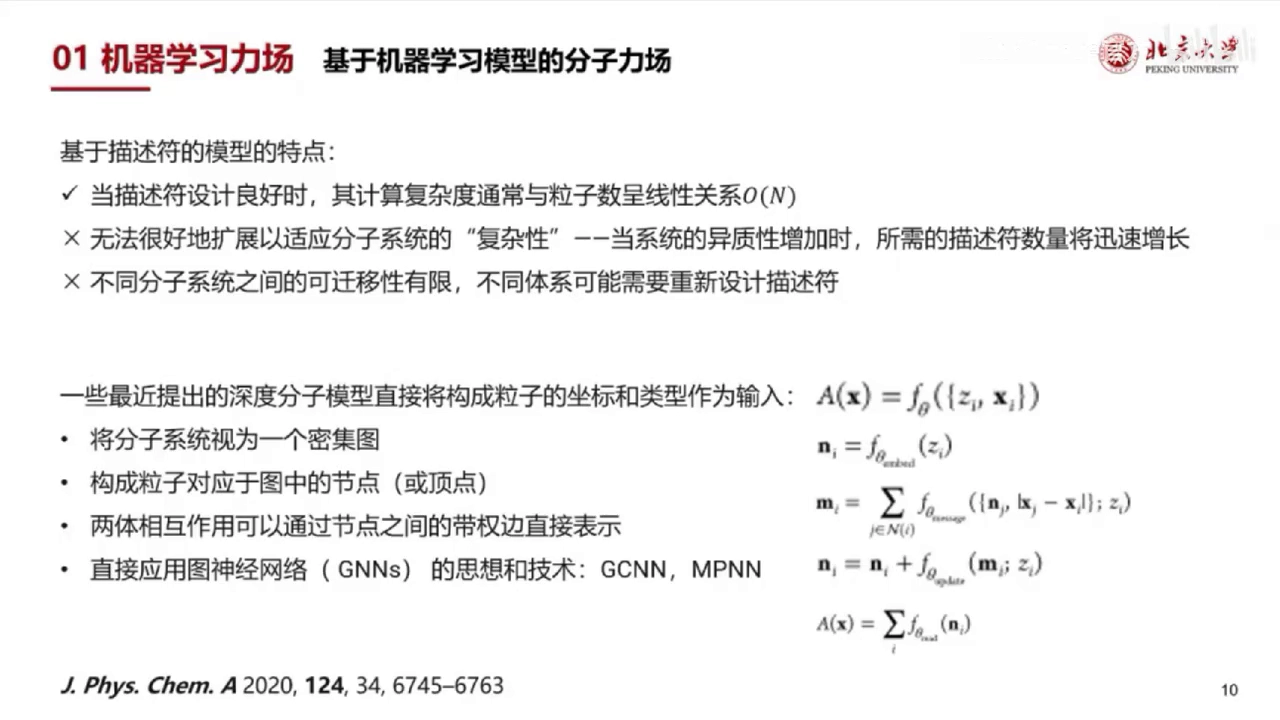 01 机器学习力场 基于机器学习模型的分子力场
北京大学
PEKING UNIVERSITY
基于描述符的模型的特点：
✓ 当描述符设计良好时，其计算复杂度通常与粒子数呈线性关系O(N)
× 无法很好地扩展以适应分子系统的“复杂性”——当系统的异质性增加时，所需的描述符数量将迅速增长
× 不同分子系统之间的可迁移性有限，不同体系可能需要重新设计描述符
一些最近提出的深度分子模型直接将构成粒子的坐标和类型作为输入：
• 将分子系统视为一个密集图
• 构成粒子对应于图中的节点（或顶点）
• 两体相互作用可以通过节点之间的带权边直接表示
• 直接应用图神经网络（ GNNs） 的思想和技术：GCNN，MPNN
A(x) = f_θ({z_i, x_i})
n_i = f_θ_embed(z_i)
m_i = ∑_{j∈N(i)} f_θ_message({n_j, |x_j − x_i|}; z_i)
n_i = n_i + f_θ_update(m_i; z_i)
A(x) = ∑_i f_θ_read(n_i)
J. Phys. Chem. A 2020, 124, 34, 6745–6763
10